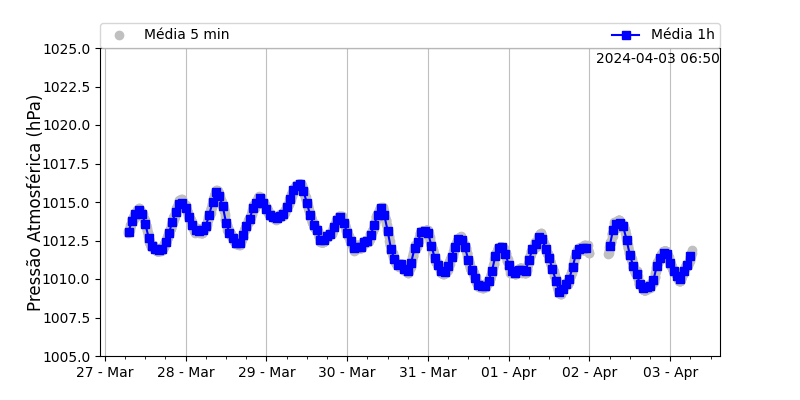 Média 5 min
Média 1h
2024-04-03 06:50
Pressão Atmosférica (hPa)
1025.0
1022.5
1020.0
1017.5
1015.0
1012.5
1010.0
1007.5
1005.0
27 - Mar
28 - Mar
29 - Mar
30 - Mar
31 - Mar
01 - Apr
02 - Apr
03 - Apr